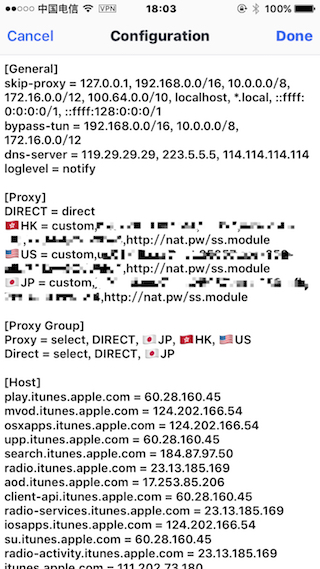 中国电信 VPN 18:03 100%
Cancel Configuration Done
[General]
skip-proxy = 127.0.0.1, 192.168.0.0/16, 10.0.0.0/8,
172.16.0.0/12, 100.64.0.0/10, localhost, *.local, ::ffff:
0:0:0:0/1, ::ffff:128:0:0:0/1
bypass-tun = 192.168.0.0/16, 10.0.0.0/8,
172.16.0.0/12
dns-server = 119.29.29.29, 223.5.5.5, 114.114.114.114
loglevel = notify
[Proxy]
DIRECT = direct
🇭🇰HK = custom,
,http://nat.pw/ss.module
🇺🇸US = custom,
,http://nat.pw/ss.module
🇯🇵JP = custom,
,http://nat.pw/ss.module
[Proxy Group]
Proxy = select, DIRECT, 🇯🇵JP, 🇭🇰HK, 🇺🇸US
Direct = select, DIRECT, 🇯🇵JP
[Host]
play.itunes.apple.com = 60.28.160.45
mvod.itunes.apple.com = 124.202.166.54
osxapps.itunes.apple.com = 124.202.166.54
upp.itunes.apple.com = 60.28.160.45
search.itunes.apple.com = 184.87.97.50
radio.itunes.apple.com = 23.13.185.169
aod.itunes.apple.com = 17.253.85.206
client-api.itunes.apple.com = 60.28.160.45
radio-services.itunes.apple.com = 23.13.185.169
iosapps.itunes.apple.com = 124.202.166.54
su.itunes.apple.com = 60.28.160.45
radio-activity.itunes.apple.com = 23.13.185.169
itunes.apple.com = 111.202.73.180